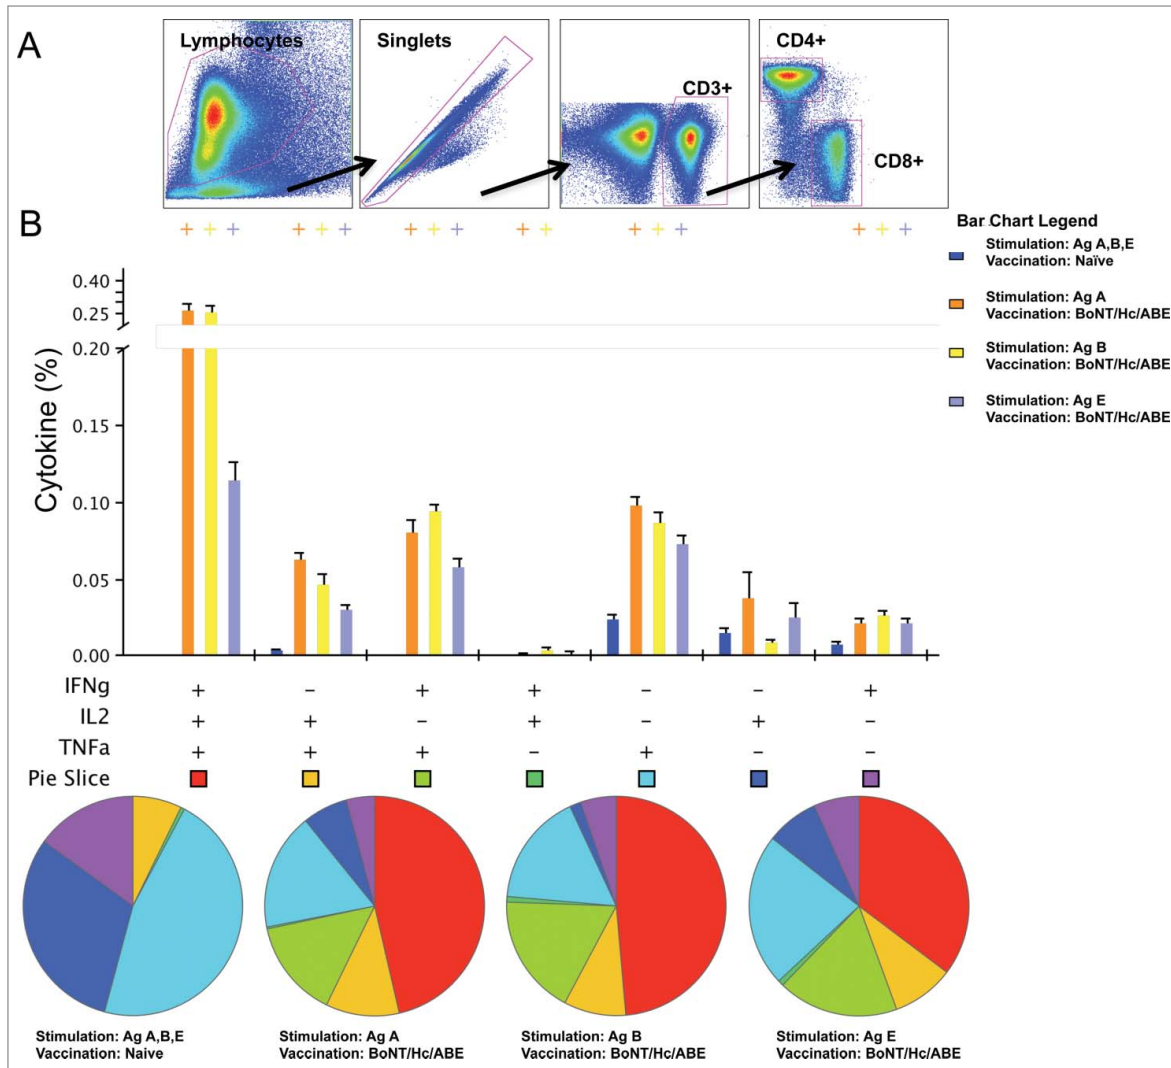 A
Lymphocytes
Singlets
CD3+
CD4+
CD8+
B
+ + + + + + + + + + + + + + + + +
Bar Chart Legend
Stimulation: Ag A,B,E
Vaccination: Naïve
Stimulation: Ag A
Vaccination: BoNT/Hc/ABE
Stimulation: Ag B
Vaccination: BoNT/Hc/ABE
Stimulation: Ag E
Vaccination: BoNT/Hc/ABE
Cytokine (%)
0.40
0.25
0.20
0.15
0.10
0.05
0.00
IFNg + – + + – – +
IL2 + + – + – + –
TNFa + + + – + – –
Pie Slice
Stimulation: Ag A,B,E
Vaccination: Naive
Stimulation: Ag A
Vaccination: BoNT/Hc/ABE
Stimulation: Ag B
Vaccination: BoNT/Hc/ABE
Stimulation: Ag E
Vaccination: BoNT/Hc/ABE